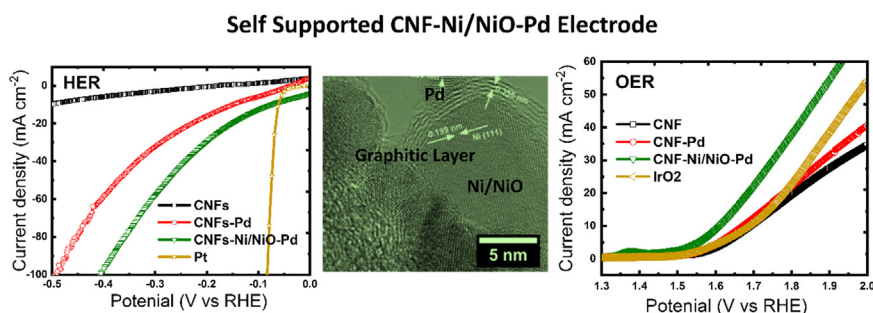 Self Supported CNF-Ni/NiO-Pd Electrode
HER
Current density (mA cm⁻²)
0
-20
-40
-60
-80
-100
CNFs
CNFs-Pd
CNFs-Ni/NiO-Pd
Pt
-0.5 -0.4 -0.3 -0.2 -0.1 0.0
Potenial (V vs RHE)
Pd
nm
0.199 nm
Ni (111)
Graphitic Layer
Ni/NiO
5 nm
OER
Current density (mA cm⁻²)
60
50
40
30
20
10
0
CNF
CNF-Pd
CNF-Ni/NiO-Pd
IrO2
1.3 1.4 1.5 1.6 1.7 1.8 1.9 2.0
Potenial (V vs RHE)